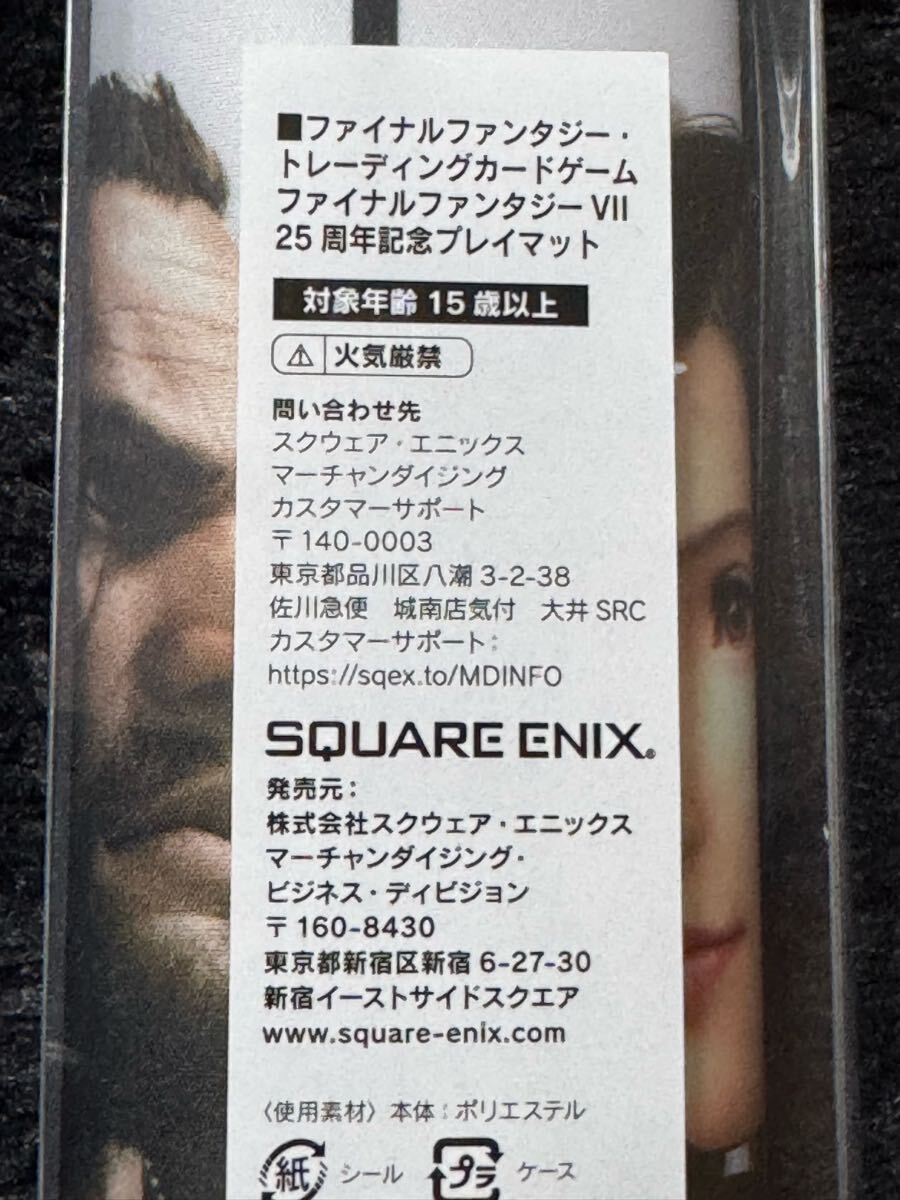 ■ファイナルファンタジー・
トレーディングカードゲーム
ファイナルファンタジーVII
25周年記念プレイマット
対象年齢 15歳以上
⚠ 火気厳禁
問い合わせ先
スクウェア・エニックス
マーチャンダイジング
カスタマーサポート
〒140-0003
東京都品川区八潮 3-2-38
佐川急便　城南店気付　大井 SRC
カスタマーサポート：
https://sqex.to/MDINFO
SQUARE ENIX®
発売元：
株式会社スクウェア・エニックス
マーチャンダイジング・
ビジネス・ディビジョン
〒160-8430
東京都新宿区新宿 6-27-30
新宿イーストサイドスクエア
www.square-enix.com
〈使用素材〉本体：ポリエステル
紙 シール プラ ケース